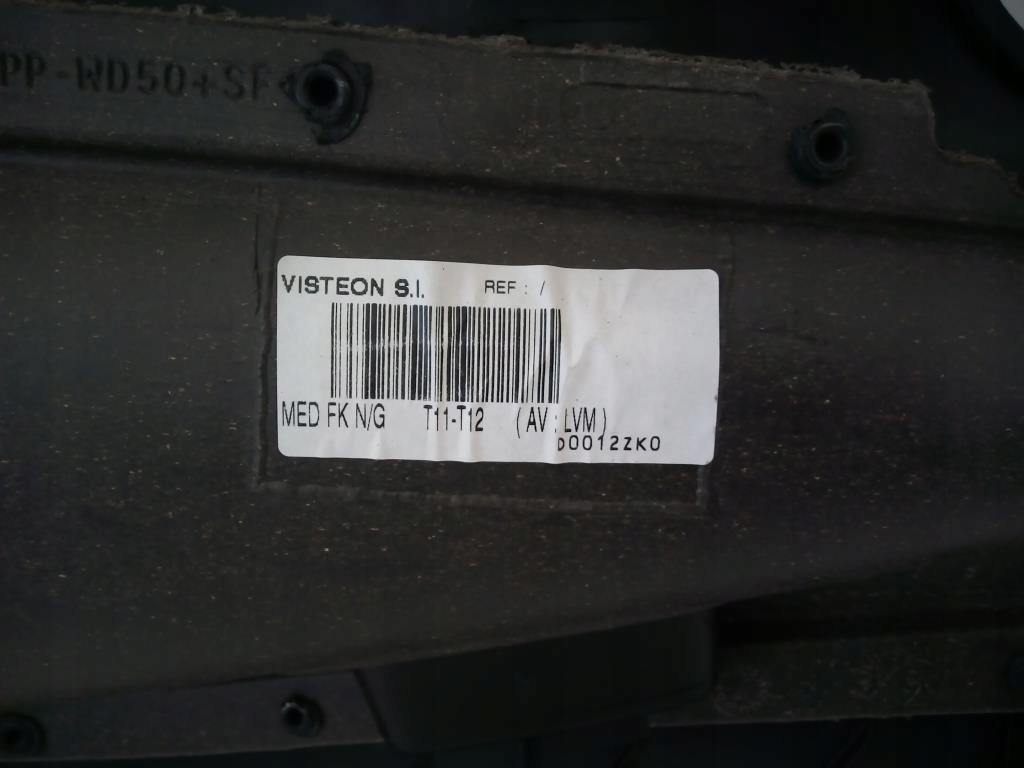 PP-WD50+SF
VISTEON S.I. REF : /
MED FK N/G T11-T12 (AV : LVM)
D0012ZK0